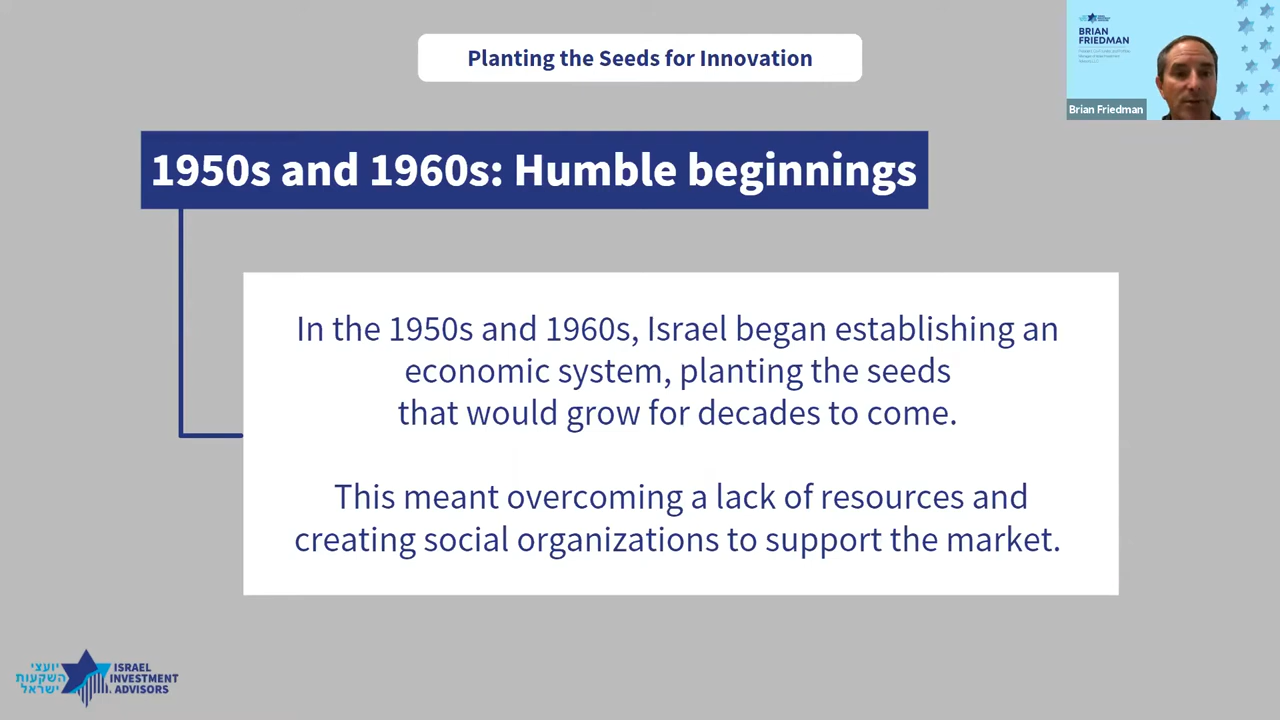 Planting the Seeds for Innovation
BRIAN
FRIEDMAN
Brian Friedman
1950s and 1960s: Humble beginnings
In the 1950s and 1960s, Israel began establishing an
economic system, planting the seeds
that would grow for decades to come.
This meant overcoming a lack of resources and
creating social organizations to support the market.
יועצי
השקעות
ישראל
ISRAEL
INVESTMENT
ADVISORS